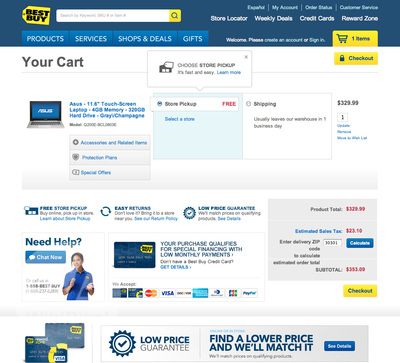 BEST BUY
Search by Keyword, SKU # or Item #
Español | My Account | Order Status | Customer Service
Store Locator Weekly Deals Credit Cards Reward Zone
PRODUCTS SERVICES SHOPS & DEALS GIFTS
Welcome. Please create an account or Sign in.
1 Items
Your Cart
CHOOSE STORE PICKUP
It's fast and easy. Learn more
Checkout
ASUS
Asus - 11.6" Touch-Screen
Laptop - 4GB Memory - 320GB
Hard Drive - Gray/Champagne
Store Pickup FREE
Select a store
Shipping
Usually leaves our warehouse in 1
business day
$329.99
1
Update
Remove
Move to Wish List
Accessories and Related Items
Protection Plans
Special Offers
FREE STORE PICKUP
Buy online, pick up in store.
Learn about Store Pickup
EASY RETURNS
Don't love it? Bring it to a store
near you. See our Return Policy
LOW PRICE GUARANTEE
We'll match prices on qualifying
products. See Details.
Product Total: $329.99
Estimated Sales Tax: $23.10
Enter delivery ZIP
code
to calculate
estimated order total
30301
Calculate
SUBTOTAL: $353.09
Checkout
Need Help?
Chat Now
Or call us at
1-888-BEST BUY
YOUR PURCHASE QUALIFIES
FOR SPECIAL FINANCING WITH
LOW MONTHLY PAYMENTS
Don't have a Best Buy Credit Card?
GET DETAILS
We Accept:
VISA
LOW PRICE
GUARANTEE
FIND A LOWER PRICE
AND WE'LL MATCH IT
We'll match prices on qualifying products.
See Details